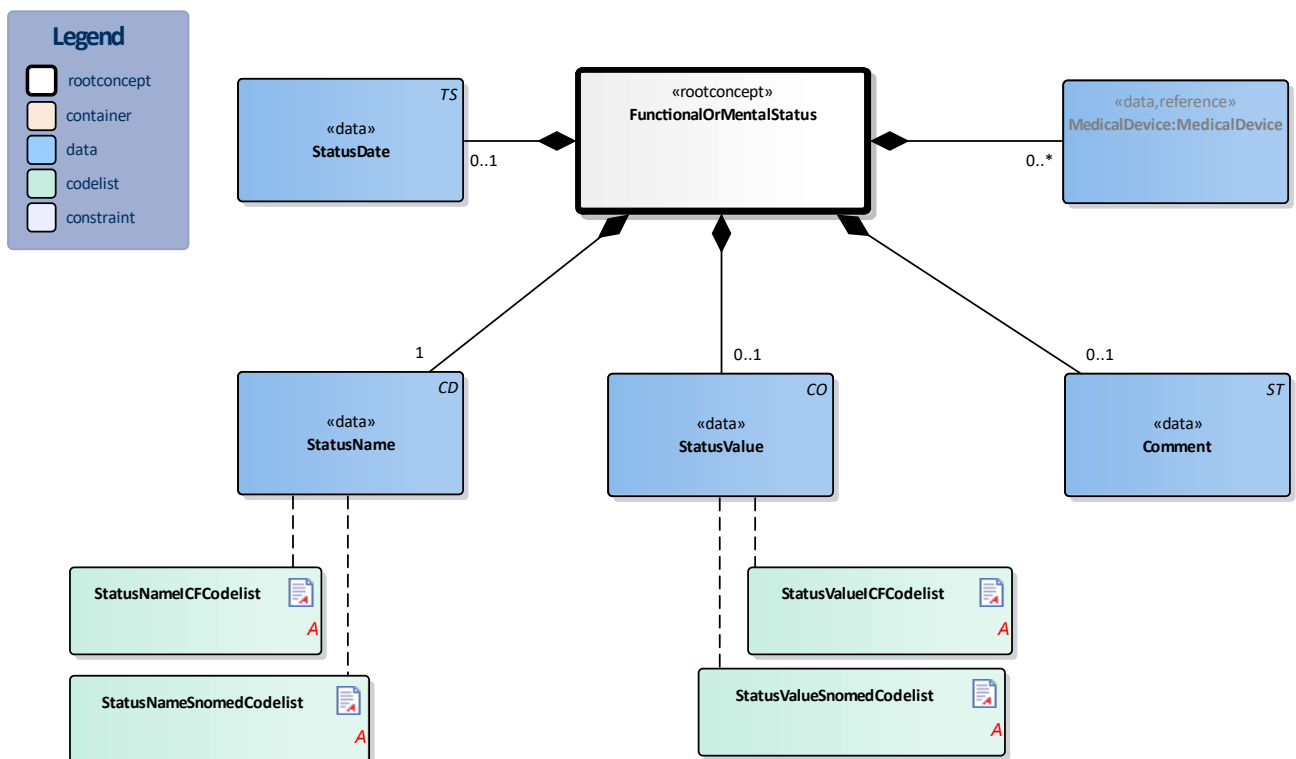 Legend
rootconcept
container
data
codelist
constraint
TS
«data»
StatusDate
0..1
«rootconcept»
FunctionalOrMentalStatus
«data,reference»
MedicalDevice:MedicalDevice
0..*
1
0..1
0..1
CD
«data»
StatusName
CO
«data»
StatusValue
ST
«data»
Comment
StatusNameICFCodelist
A
StatusValueICFCodelist
A
StatusNameSnomedCodelist
A
StatusValueSnomedCodelist
A